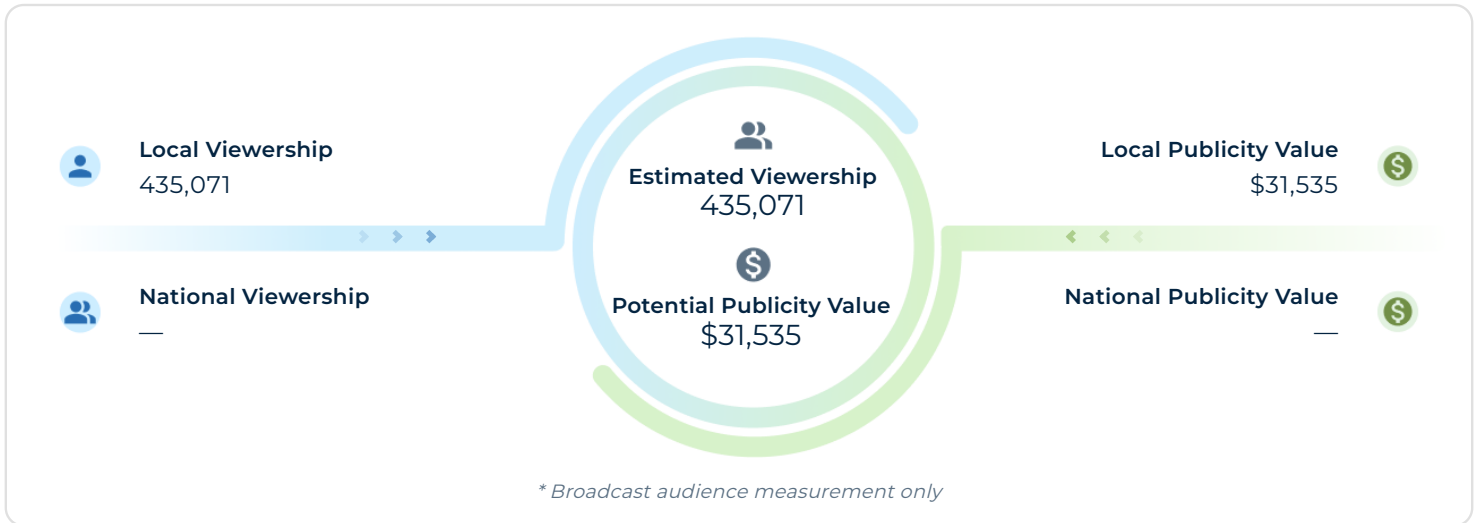 Local Viewership
435,071
National Viewership
—
Estimated Viewership
435,071
Potential Publicity Value
$31,535
Local Publicity Value
$31,535
National Publicity Value
—
* Broadcast audience measurement only